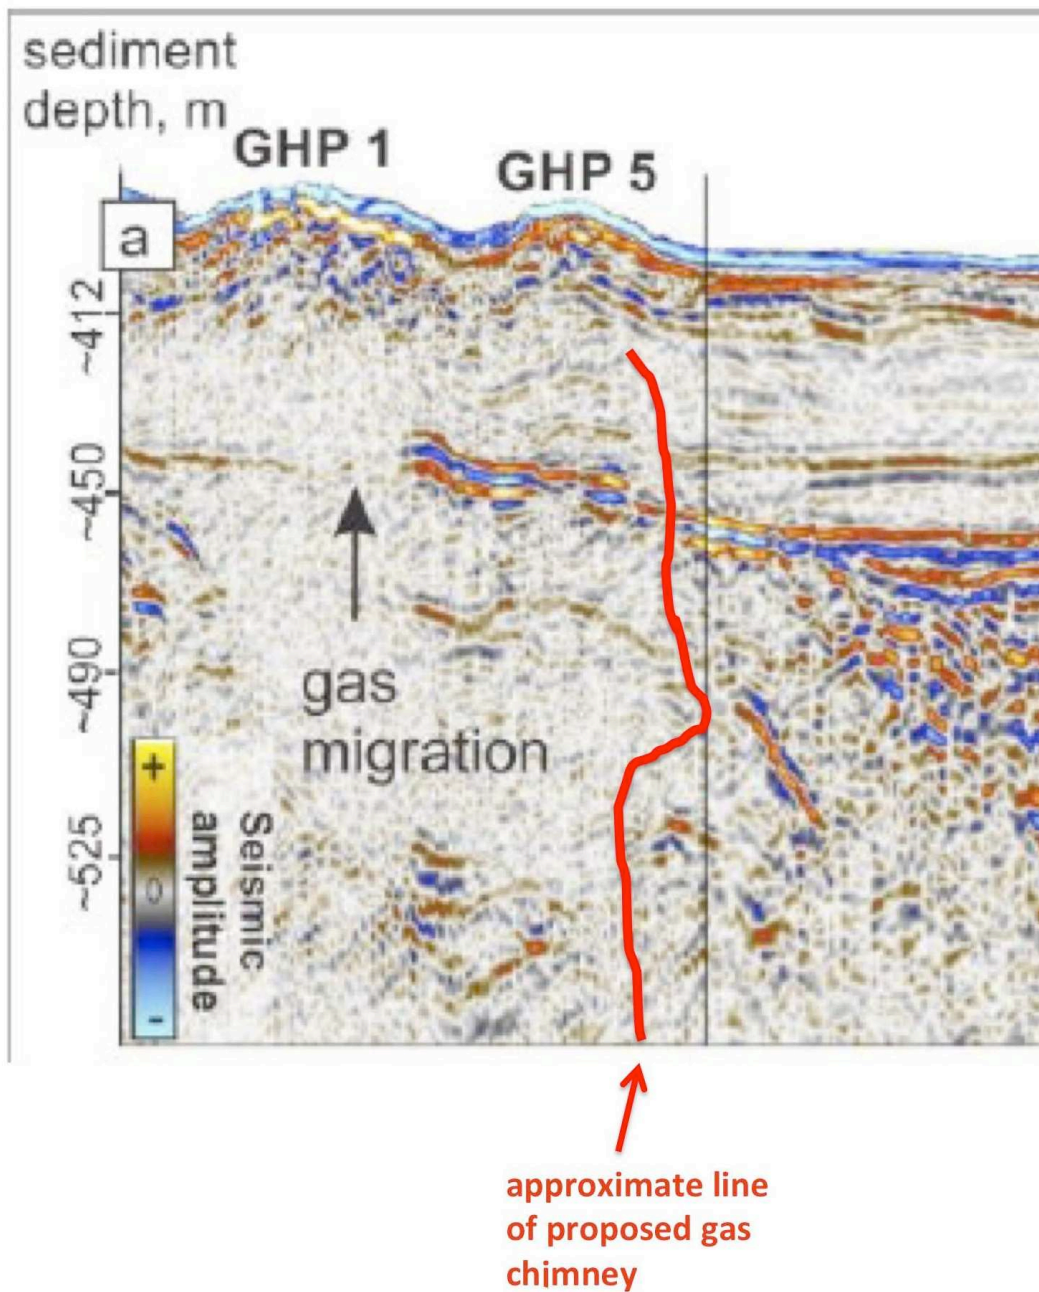 sediment
depth, m
GHP 1
GHP 5
a
~412
~450
~490
~525
gas
migration
+
0
-
Seismic
amplitude
approximate line
of proposed gas
chimney